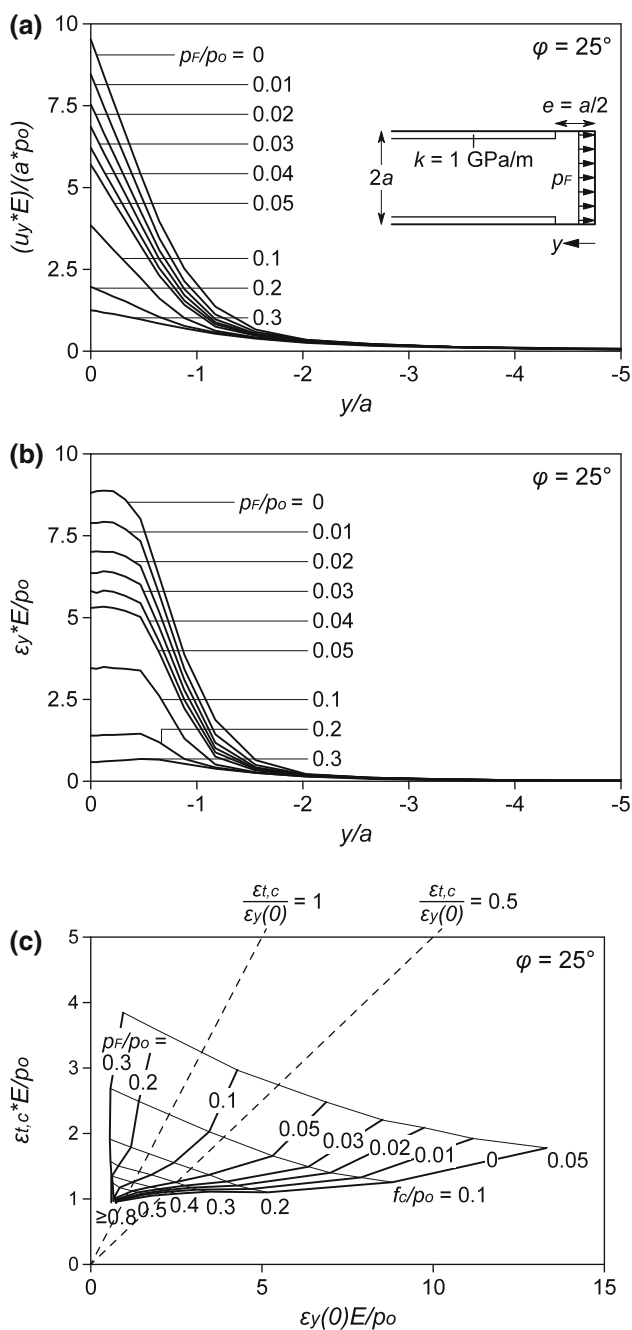 (a)
10
7.5
5
2.5
0
(uy*E)/(a*po)
pF/po = 0
0.01
0.02
0.03
0.04
0.05
0.1
0.2
0.3
φ = 25°
e = a/2
k = 1 GPa/m
2a
pF
y
0 -1 -2 -3 -4 -5
y/a
(b)
10
7.5
5
2.5
0
εy*E/po
pF/po = 0
0.01
0.02
0.03
0.04
0.05
0.1
0.2
0.3
φ = 25°
0 -1 -2 -3 -4 -5
y/a
(c)
εt,c/εy(0) = 1
εt,c/εy(0) = 0.5
5
4
3
2
1
0
εt,c*E/po
φ = 25°
pF/po =
0.3
0.2
0.1
0.05
0.03
0.02
0.01
0
0.05
fc/po = 0.1
≥0.8 0.5 0.4 0.3 0.2
0 5 10 15
εy(0)E/po